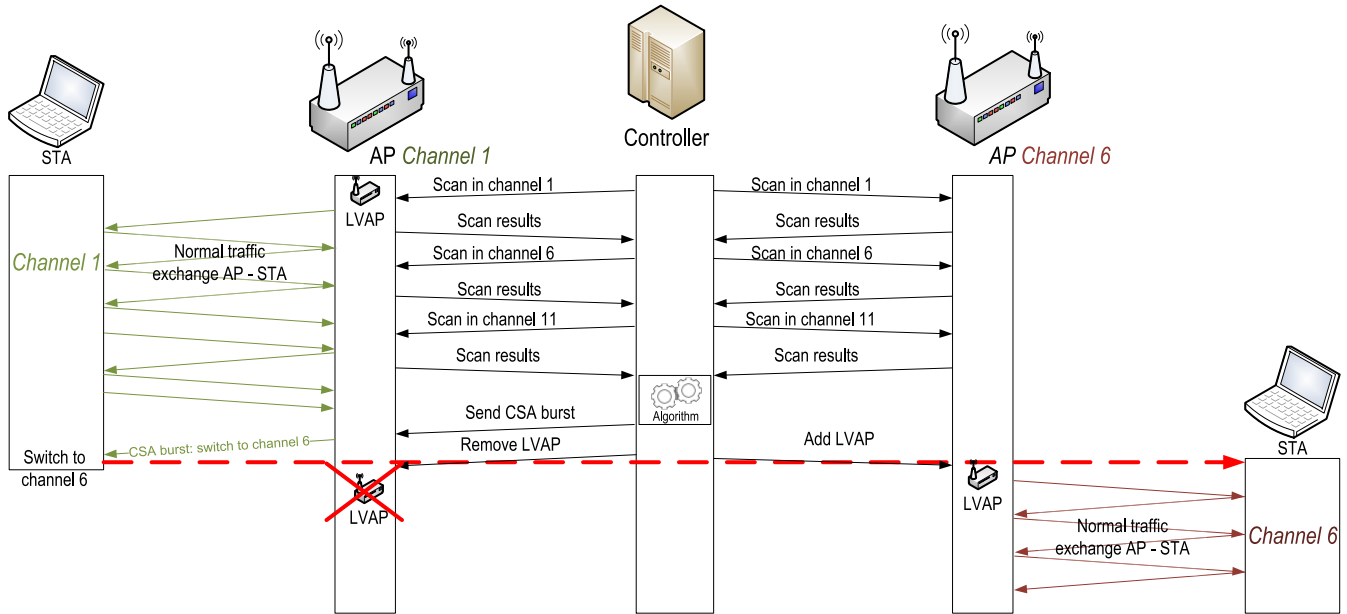 STA
AP Channel 1
Controller
AP Channel 6
LVAP
Scan in channel 1
Scan in channel 1
Scan results
Scan results
Channel 1
Normal traffic
exchange AP - STA
Scan in channel 6
Scan in channel 6
Scan results
Scan results
Scan in channel 11
Scan in channel 11
Scan results
Scan results
Algorithm
Send CSA burst
CSA burst: switch to channel 6
Remove LVAP
Add LVAP
Switch to
channel 6
STA
LVAP
LVAP
Normal traffic
exchange AP - STA
Channel 6